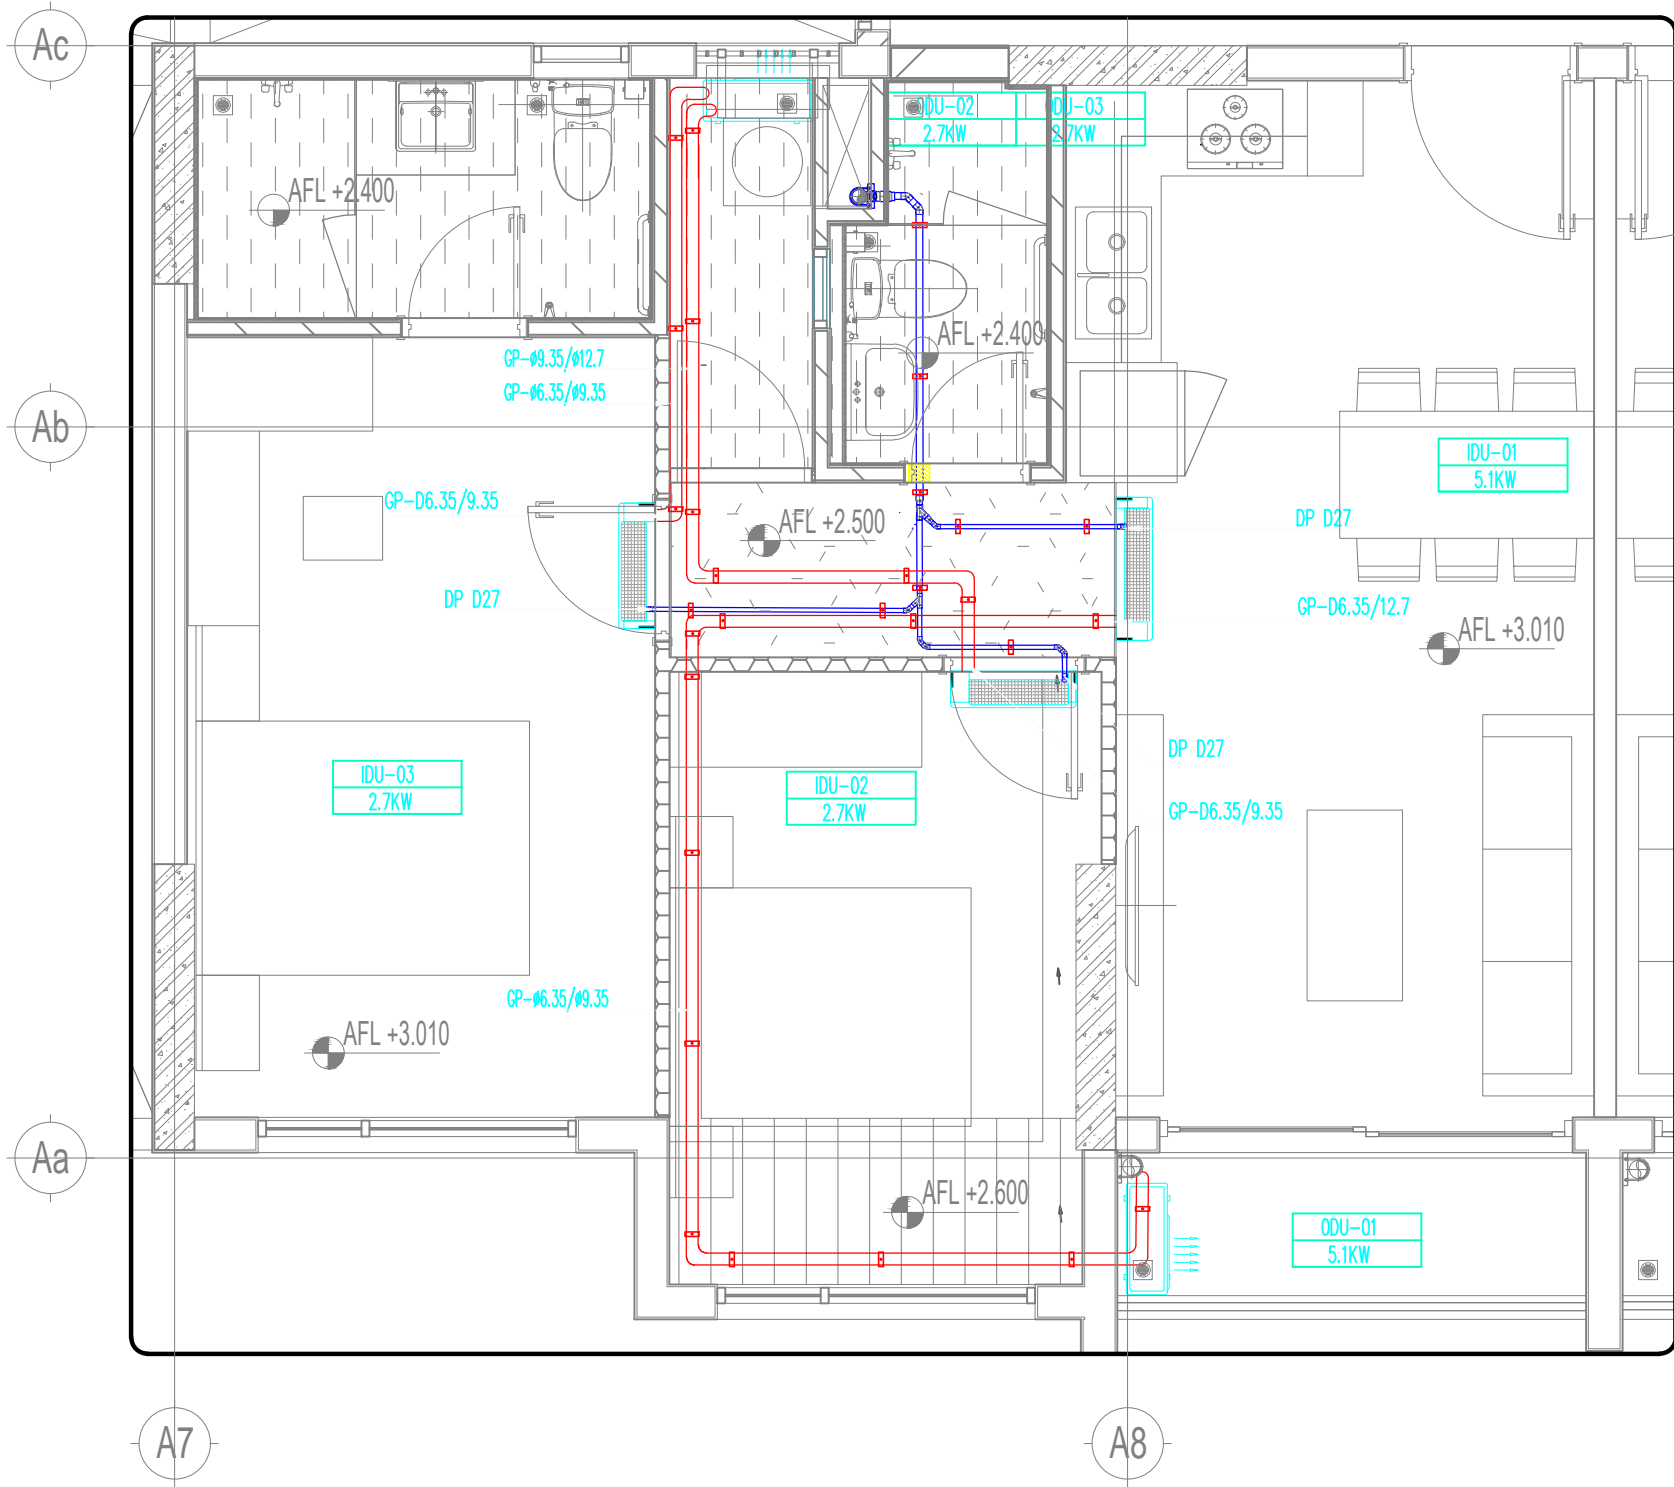 Ac
ODU-02
ODU-03
2.7KW
2.7KW
AFL +2.400
AFL +2.400
GP-ø9.35/ø12.7
GP-ø6.35/ø9.35
Ab
IDU-01
5.1KW
GP-D6.35/9.35
AFL +2.500
DP D27
DP D27
GP-D6.35/12.7
AFL +3.010
DP D27
IDU-03
2.7KW
IDU-02
2.7KW
GP-D6.35/9.35
GP-ø6.35/ø9.35
AFL +3.010
Aa
AFL +2.600
ODU-01
5.1KW
A7
A8